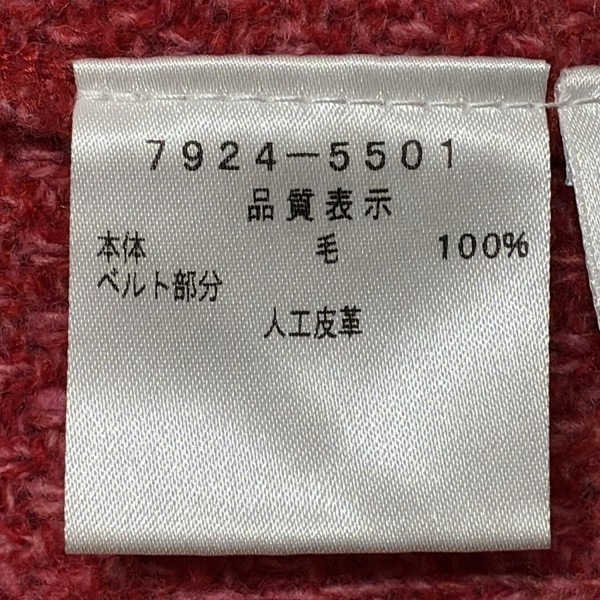 7924-5501
品質表示
本体 毛 100%
ベルト部分
人工皮革